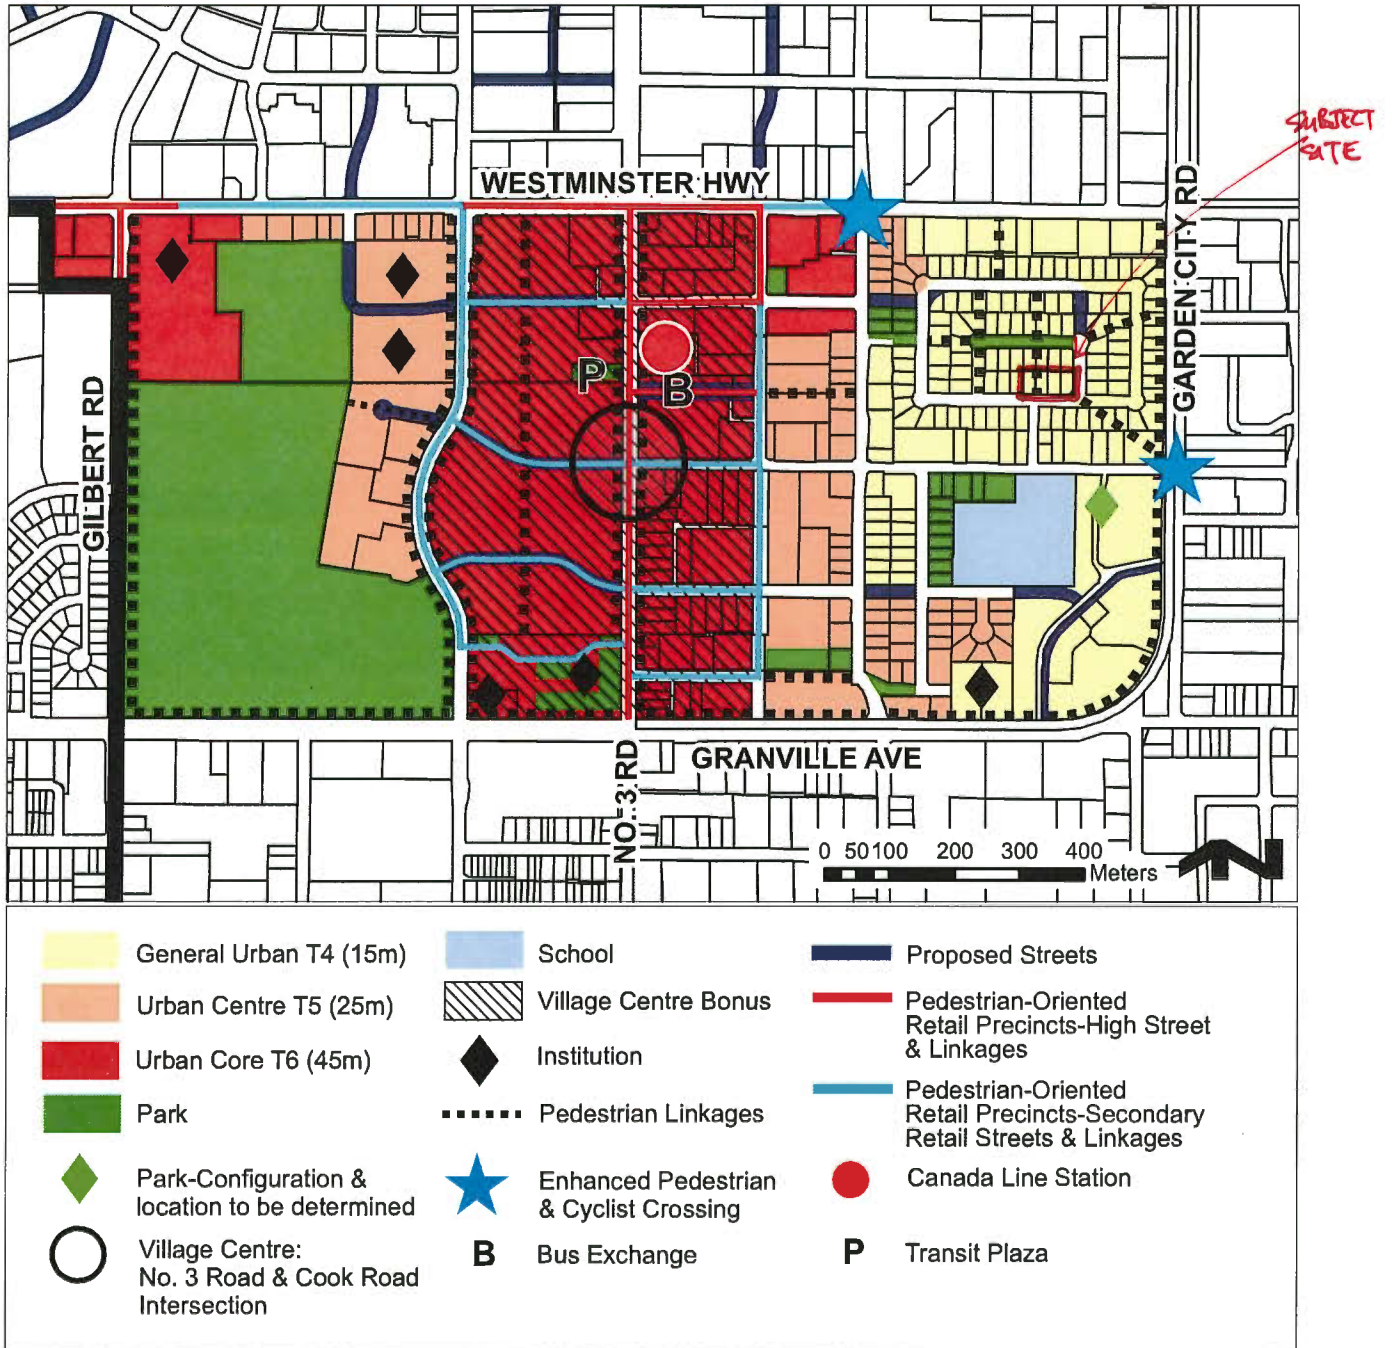 SUBJECT
SITE
WESTMINSTER HWY
GARDEN CITY RD
P
B
GILBERT RD
NO. 3 RD
GRANVILLE AVE
0 50 100 200 300 400
Meters
General Urban T4 (15m)
Urban Centre T5 (25m)
Urban Core T6 (45m)
Park
Park-Configuration &
location to be determined
Village Centre:
No. 3 Road & Cook Road
Intersection
School
Village Centre Bonus
Institution
Pedestrian Linkages
Enhanced Pedestrian
& Cyclist Crossing
B
Bus Exchange
Proposed Streets
Pedestrian-Oriented
Retail Precincts-High Street
& Linkages
Pedestrian-Oriented
Retail Precincts-Secondary
Retail Streets & Linkages
Canada Line Station
P
Transit Plaza